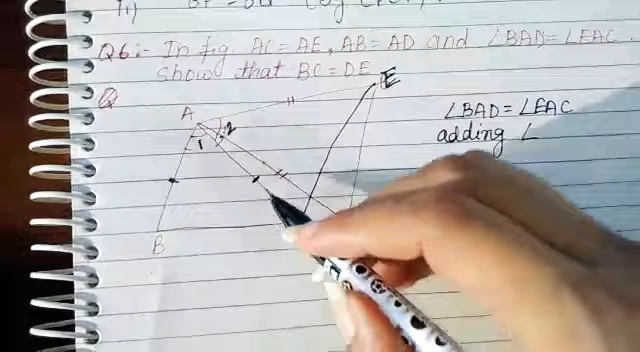 Q6:- In fig. AC = AE, AB = AD and ∠BAD = ∠EAC.
Show that BC = DE
Q
E
A
∠BAD = ∠EAC
2
adding ∠
1
B